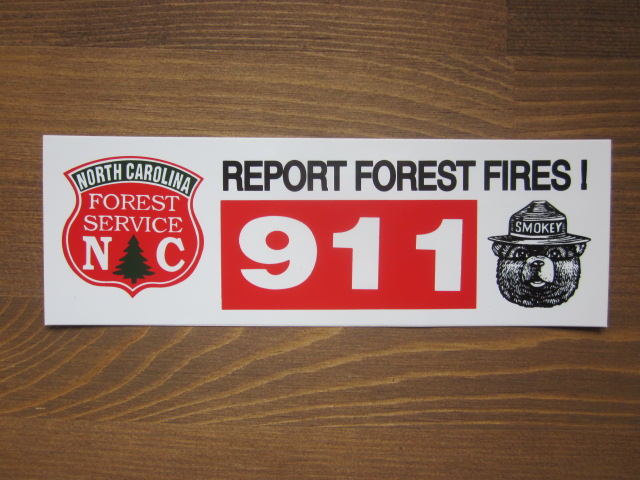 NORTH CAROLINA
FOREST
SERVICE
N C
REPORT FOREST FIRES !
911
SMOKEY